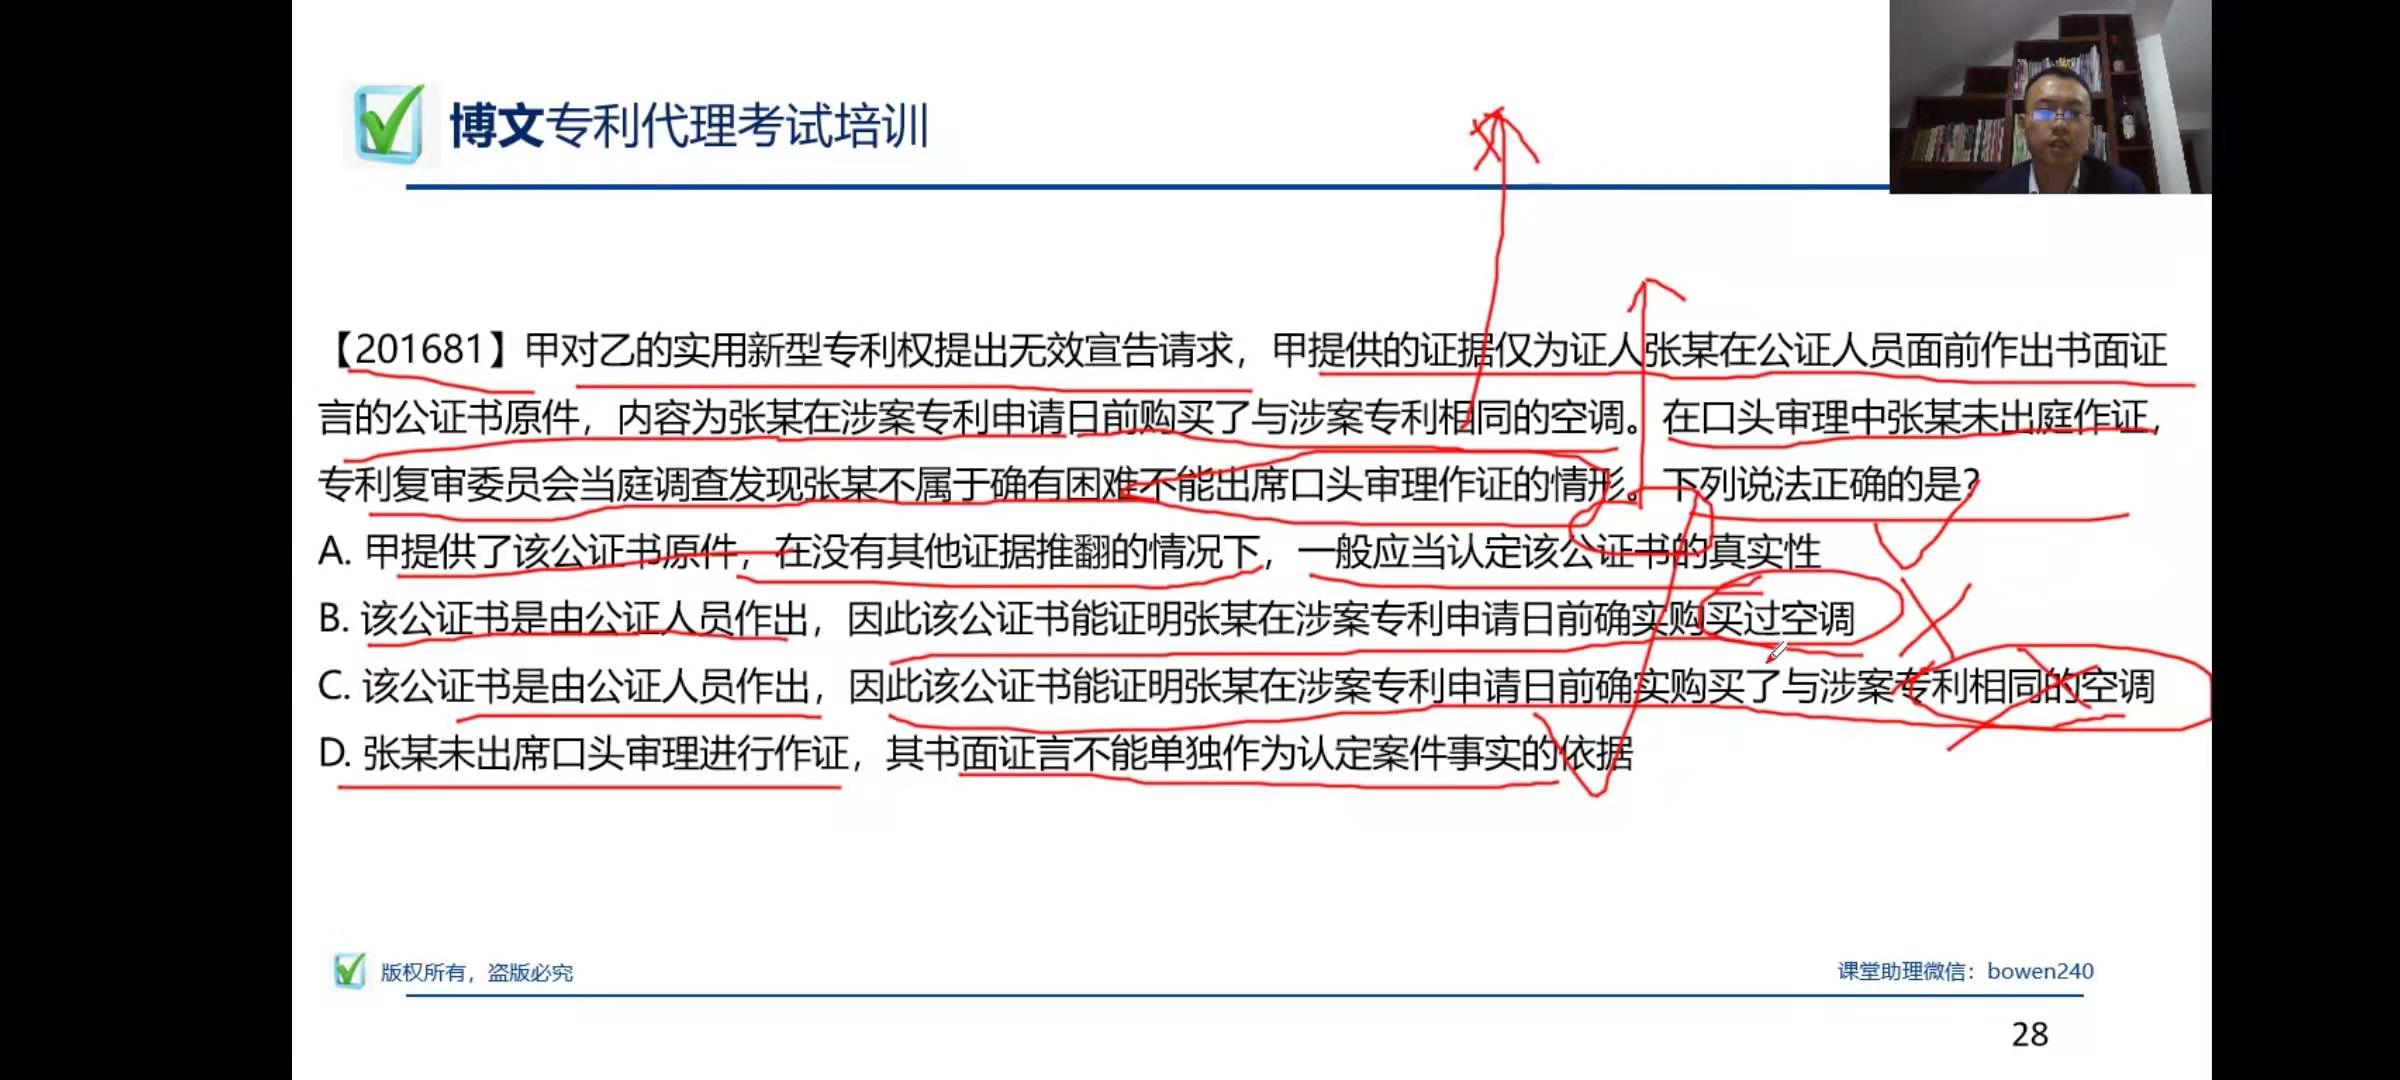 博文专利代理考试培训
【201681】甲对乙的实用新型专利权提出无效宣告请求，甲提供的证据仅为证人张某在公证人员面前作出书面证
言的公证书原件，内容为张某在涉案专利申请日前购买了与涉案专利相同的空调。在口头审理中张某未出庭作证，
专利复审委员会当庭调查发现张某不属于确有困难不能出席口头审理作证的情形。下列说法正确的是?
A. 甲提供了该公证书原件，在没有其他证据推翻的情况下，一般应当认定该公证书的真实性
B. 该公证书是由公证人员作出，因此该公证书能证明张某在涉案专利申请日前确实购买过空调
C. 该公证书是由公证人员作出，因此该公证书能证明张某在涉案专利申请日前确实购买了与涉案专利相同的空调
D. 张某未出席口头审理进行作证，其书面证言不能单独作为认定案件事实的依据
版权所有，盗版必究
课堂助理微信：bowen240
28